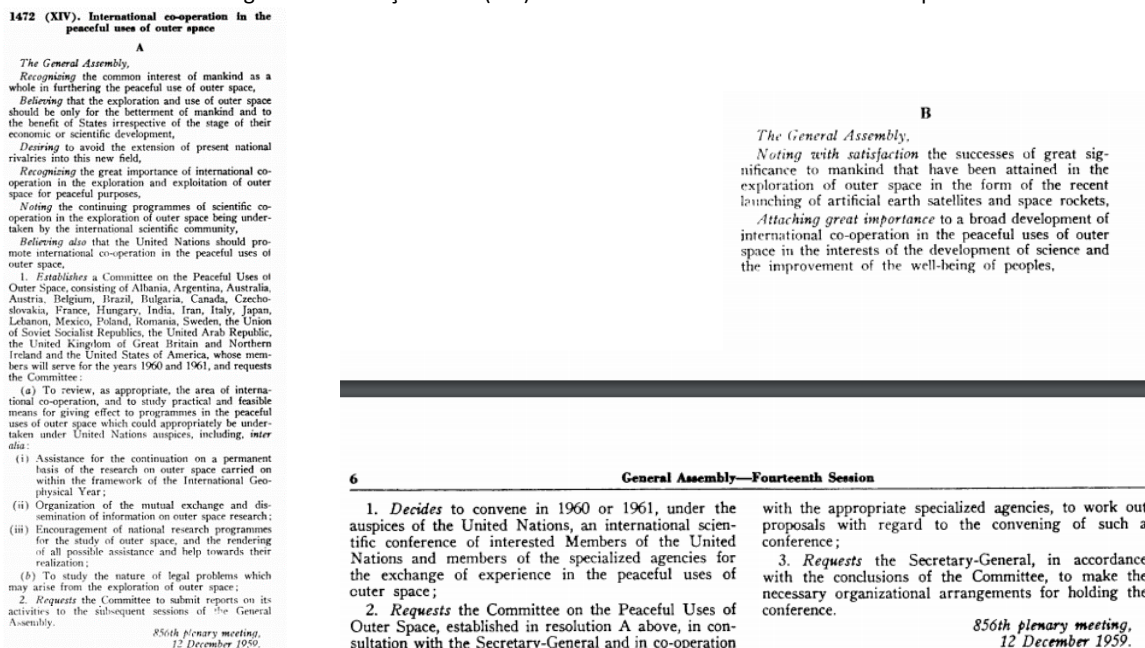 1472 (XIV). International co-operation in the
peaceful uses of outer space
A
The General Assembly,
Recognizing the common interest of mankind as a
whole in furthering the peaceful use of outer space,
Believing that the exploration and use of outer space
should be only for the betterment of mankind and to
the benefit of States irrespective of the stage of their
economic or scientific development,
Desiring to avoid the extension of present national
rivalries into this new field,
Recognizing the great importance of international co-
operation in the exploration and exploitation of outer
space for peaceful purposes,
Noting the continuing programmes of scientific co-
operation in the exploration of outer space being under-
taken by the international scientific community,
Believing also that the United Nations should pro-
mote international co-operation in the peaceful uses of
outer space,
1. Establishes a Committee on the Peaceful Uses of
Outer Space, consisting of Albania, Argentina, Australia,
Austria, Belgium, Brazil, Bulgaria, Canada, Czecho-
slovakia, France, Hungary, India, Iran, Italy, Japan,
Lebanon, Mexico, Poland, Romania, Sweden, the Union
of Soviet Socialist Republics, the United Arab Republic,
the United Kingdom of Great Britain and Northern
Ireland and the United States of America, whose mem-
bers will serve for the years 1960 and 1961, and requests
the Committee:
(a) To review, as appropriate, the area of interna-
tional co-operation, and to study practical and feasible
means for giving effect to programmes in the peaceful
uses of outer space which could appropriately be under-
taken under United Nations auspices, including, inter
alia:
(i) Assistance for the continuation on a permanent
basis of the research on outer space carried on
within the framework of the International Geo-
physical Year;
(ii) Organization of the mutual exchange and dis-
semination of information on outer space research;
(iii) Encouragement of national research programmes
for the study of outer space, and the rendering
of all possible assistance and help towards their
realization;
(b) To study the nature of legal problems which
may arise from the exploration of outer space;
2. Requests the Committee to submit reports on its
activities to the subsequent sessions of the General
Assembly.
856th plenary meeting,
12 December 1959.
B
The General Assembly,
Noting with satisfaction the successes of great sig-
nificance to mankind that have been attained in the
exploration of outer space in the form of the recent
launching of artificial earth satellites and space rockets,
Attaching great importance to a broad development of
international co-operation in the peaceful uses of outer
space in the interests of the development of science and
the improvement of the well-being of peoples,
6 General Assembly—Fourteenth Session
1. Decides to convene in 1960 or 1961, under the
auspices of the United Nations, an international scien-
tific conference of interested Members of the United
Nations and members of the specialized agencies for
the exchange of experience in the peaceful uses of
outer space;
2. Requests the Committee on the Peaceful Uses of
Outer Space, established in resolution A above, in con-
sultation with the Secretary-General and in co-operation
with the appropriate specialized agencies, to work out
proposals with regard to the convening of such a
conference;
3. Requests the Secretary-General, in accordance
with the conclusions of the Committee, to make the
necessary organizational arrangements for holding the
conference.
856th plenary meeting,
12 December 1959.